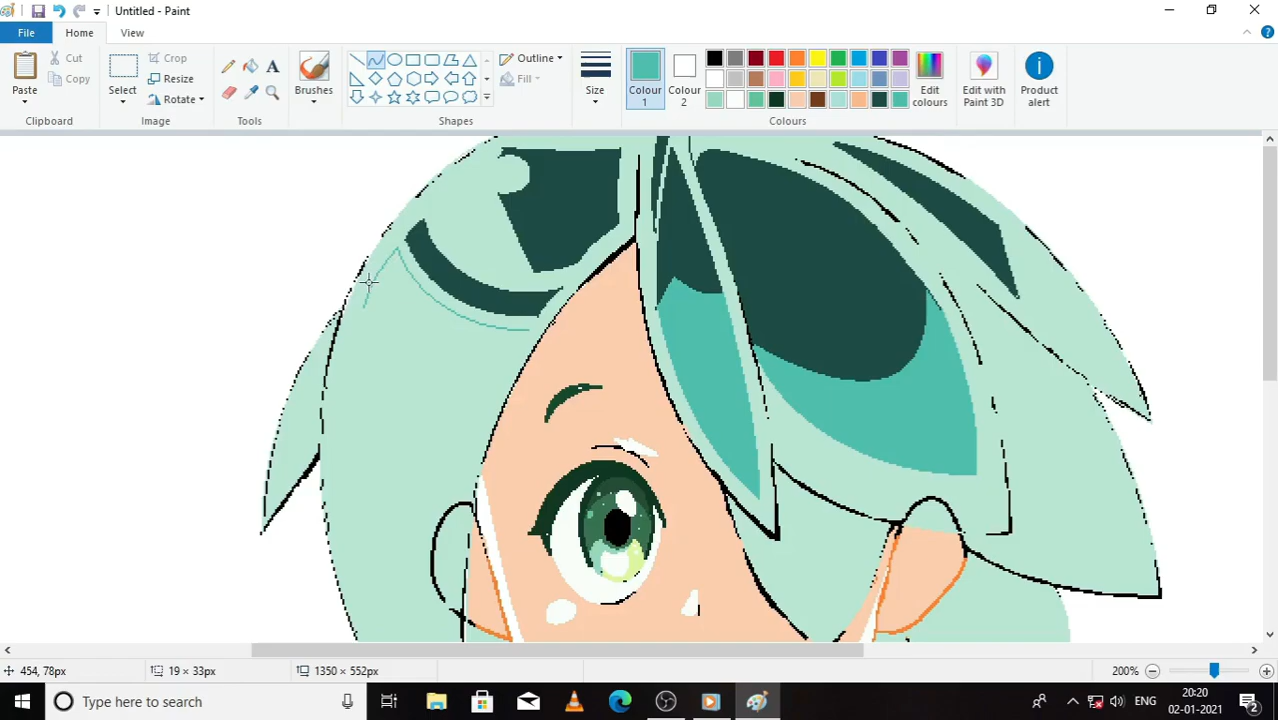 Untitled - Paint
File Home View
Paste
Cut
Copy
Clipboard
Select
Crop
Resize
Rotate
Image
A
Tools
Brushes
Outline
Fill
Shapes
Size
Colour 1
Colour 2
Edit colours
Colours
Edit with Paint 3D
Product alert
454, 78px
19 × 33px
1350 × 552px
200%
Type here to search
ENG
20:20
02-01-2021
2